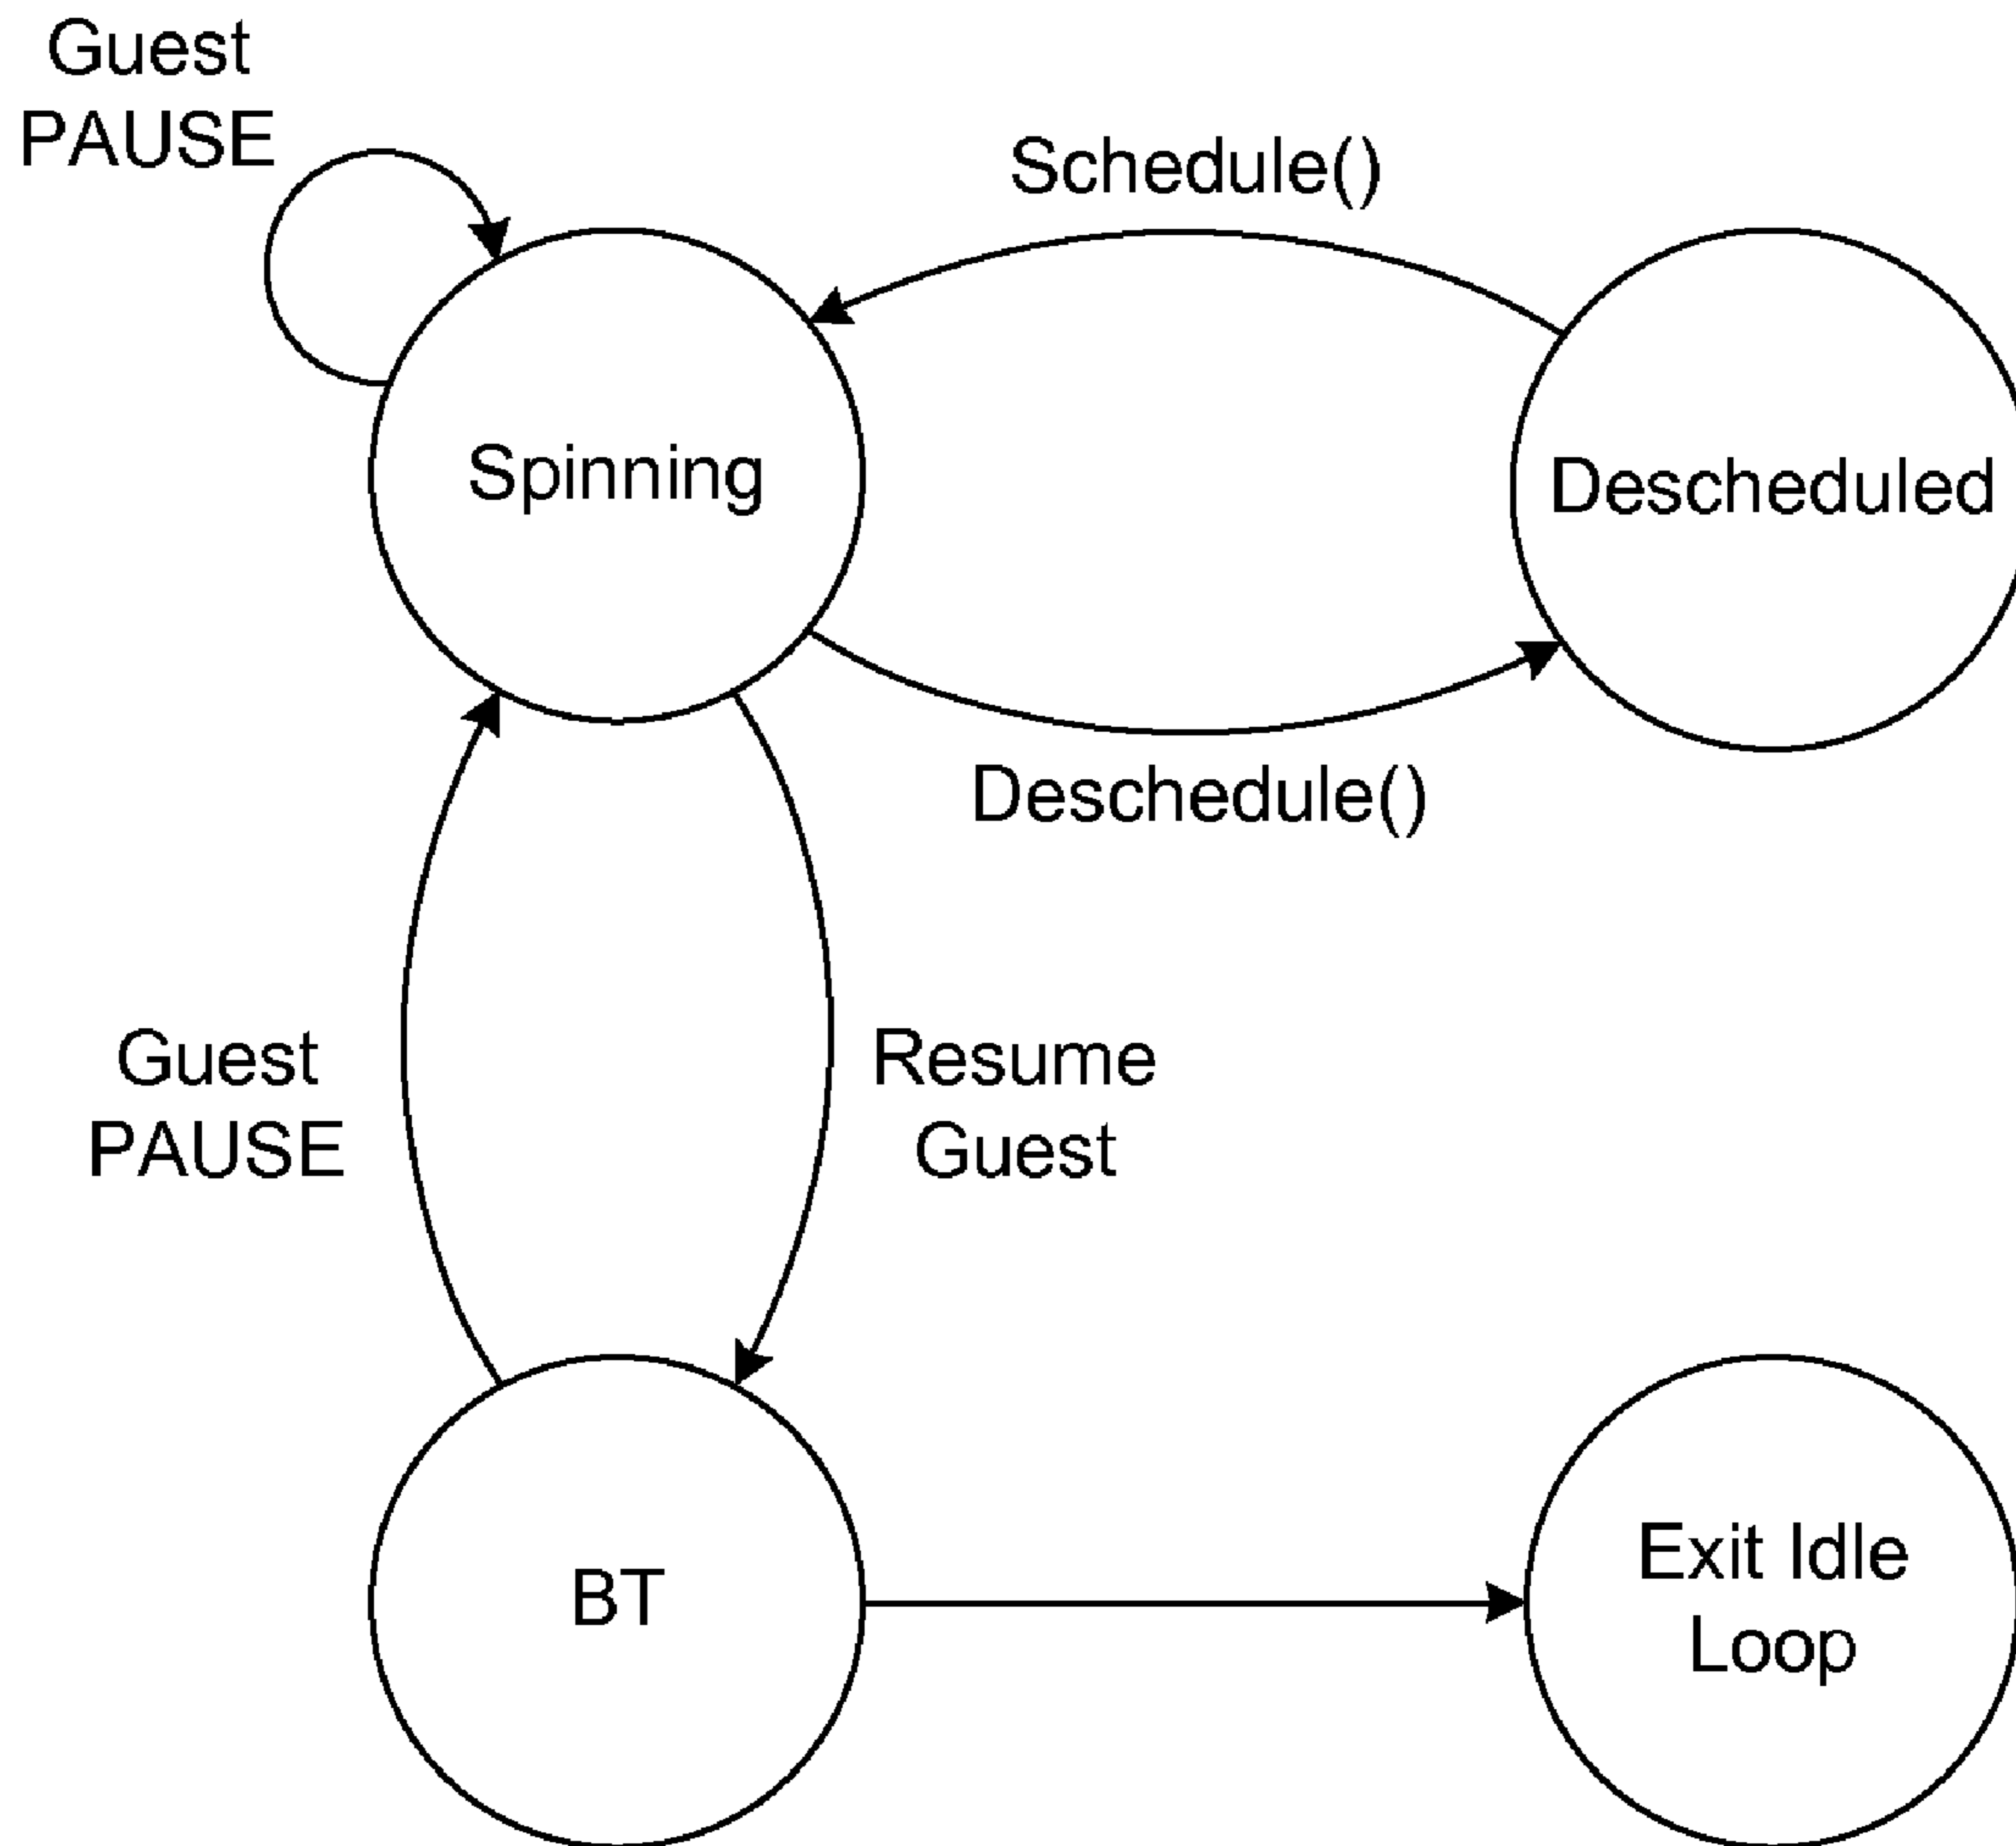 Guest
PAUSE
Schedule()
Spinning
Descheduled
Deschedule()
Guest
PAUSE
Resume
Guest
BT
Exit Idle
Loop